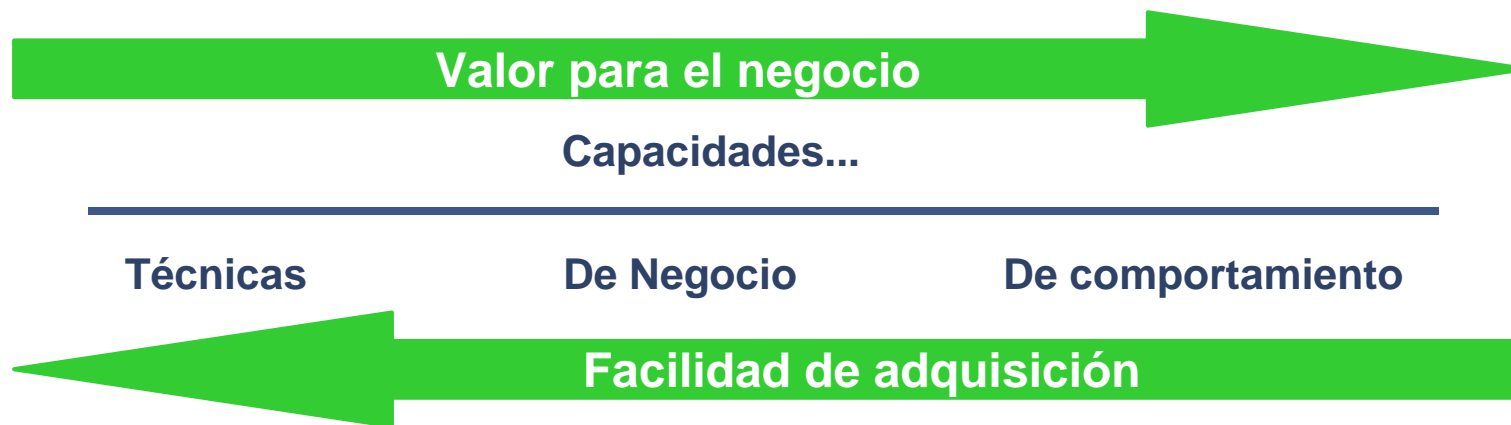 Valor para el negocio
Capacidades...
Técnicas De Negocio De comportamiento
Facilidad de adquisición